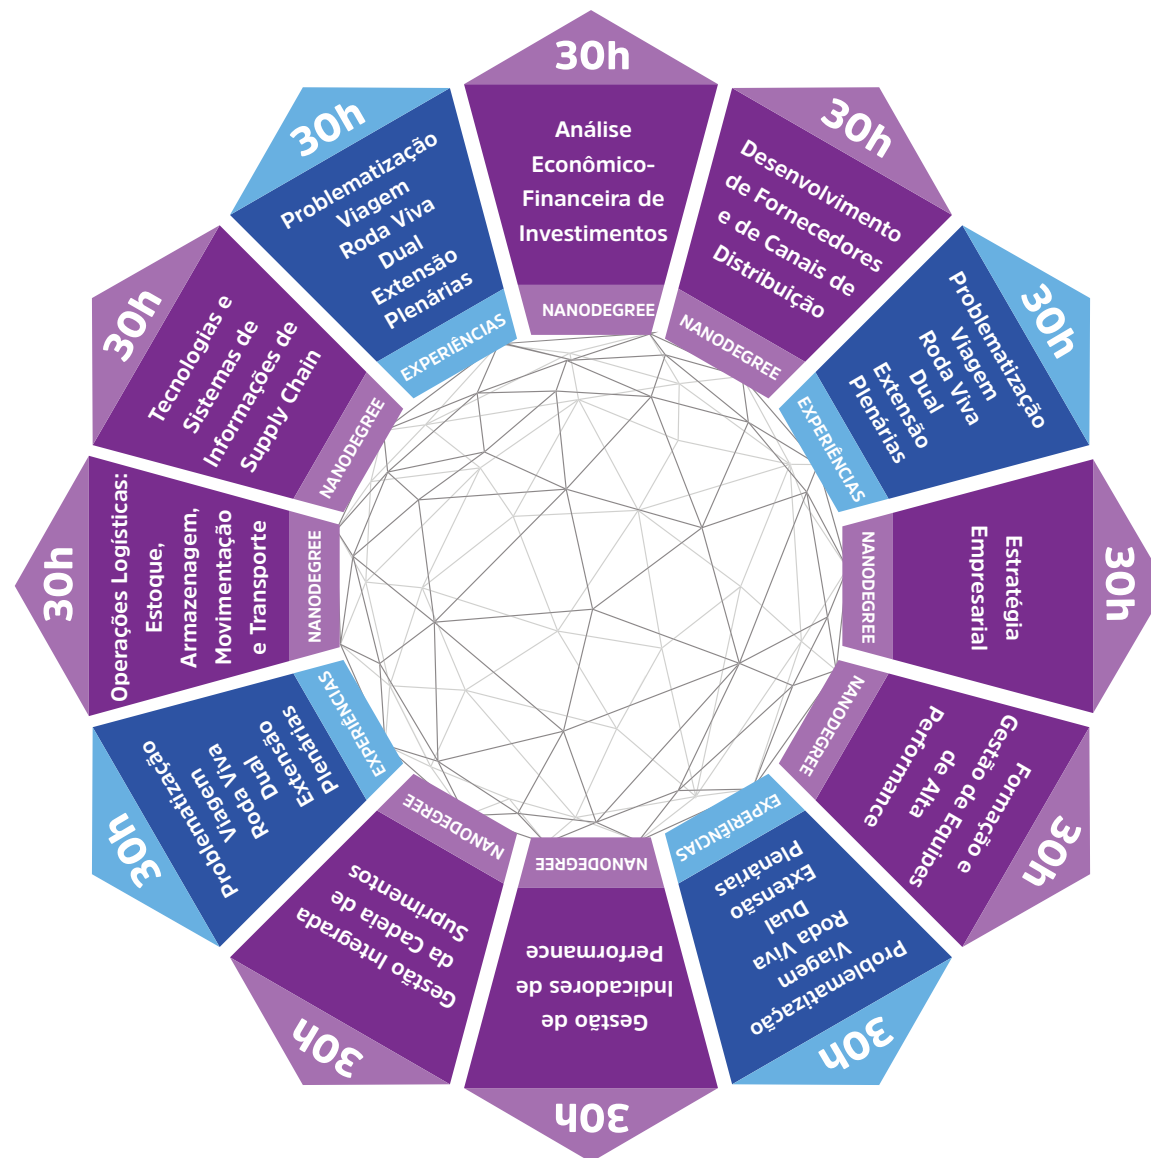 30h
Análise
Econômico-
Financeira de
Investimentos
NANODEGREE
30h
Desenvolvimento
de Fornecedores
e de Canais de
Distribuição
NANODEGREE
30h
Problematização
Viagem
Roda Viva
Dual
Extensão
Plenárias
EXPERIÊNCIAS
30h
Estratégia
Empresarial
NANODEGREE
30h
Formação e
Gestão de Equipes
de Alta
Performance
NANODEGREE
30h
Problematização
Viagem
Roda Viva
Dual
Extensão
Plenárias
EXPERIÊNCIAS
30h
Gestão de
Indicadores de
Performance
NANODEGREE
30h
Gestão Integrada
da Cadeia de
Suprimentos
NANODEGREE
30h
Problematização
Viagem
Roda Viva
Dual
Extensão
Plenárias
EXPERIÊNCIAS
30h
Operações Logísticas:
Estoque,
Armazenagem,
Movimentação
e Transporte
NANODEGREE
30h
Tecnologias e
Sistemas de
Informações de
Supply Chain
NANODEGREE
30h
Problematização
Viagem
Roda Viva
Dual
Extensão
Plenárias
EXPERIÊNCIAS